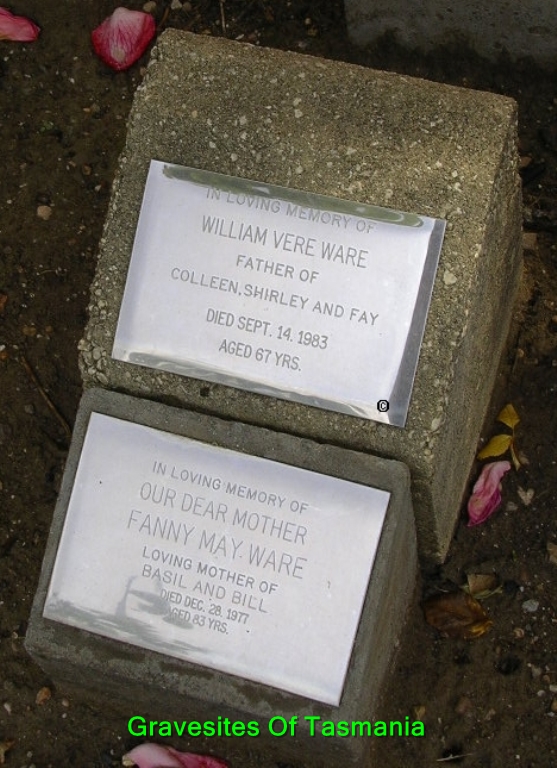 IN LOVING MEMORY OF
WILLIAM VERE WARE
FATHER OF
COLLEEN, SHIRLEY AND FAY
DIED SEPT. 14. 1983
AGED 67 YRS.
©
IN LOVING MEMORY OF
OUR DEAR MOTHER
FANNY MAY WARE
LOVING MOTHER OF
BASIL AND BILL
DIED DEC. 28. 1977
AGED 83 YRS.
Gravesites Of Tasmania